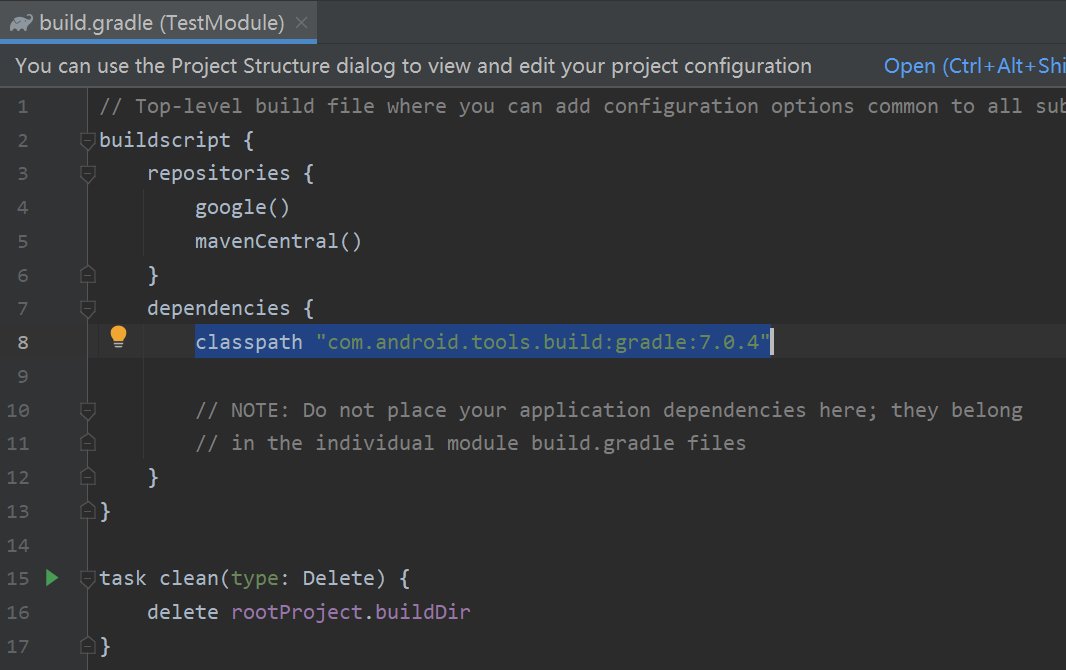 build.gradle (TestModule)
You can use the Project Structure dialog to view and edit your project configuration Open (Ctrl+Alt+Shi
1 // Top-level build file where you can add configuration options common to all sub
2 buildscript {
3 repositories {
4 google()
5 mavenCentral()
6 }
7 dependencies {
8 classpath "com.android.tools.build:gradle:7.0.4"
9
10 // NOTE: Do not place your application dependencies here; they belong
11 // in the individual module build.gradle files
12 }
13 }
14
15 task clean(type: Delete) {
16 delete rootProject.buildDir
17 }